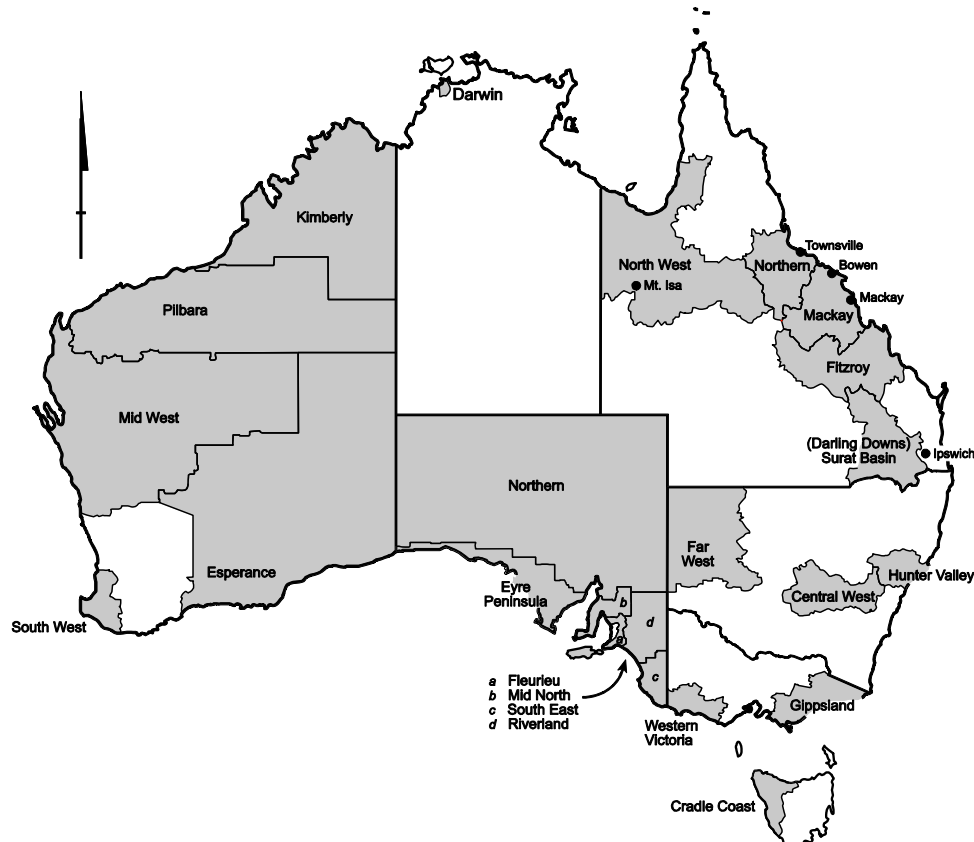 Darwin
Kimberly
Townsville
North West
Northern
Bowen
Mt. Isa
Mackay
Pilbara
Mackay
Fitzroy
Mid West
(Darling Downs)
Surat Basin
Ipswich
Northern
Far
West
Esperance
Hunter Valley
Eyre
Peninsula
Central West
b
South West
d
a
c
a Fleurieu
b Mid North
c South East
d Riverland
Gippsland
Western
Victoria
Cradle Coast